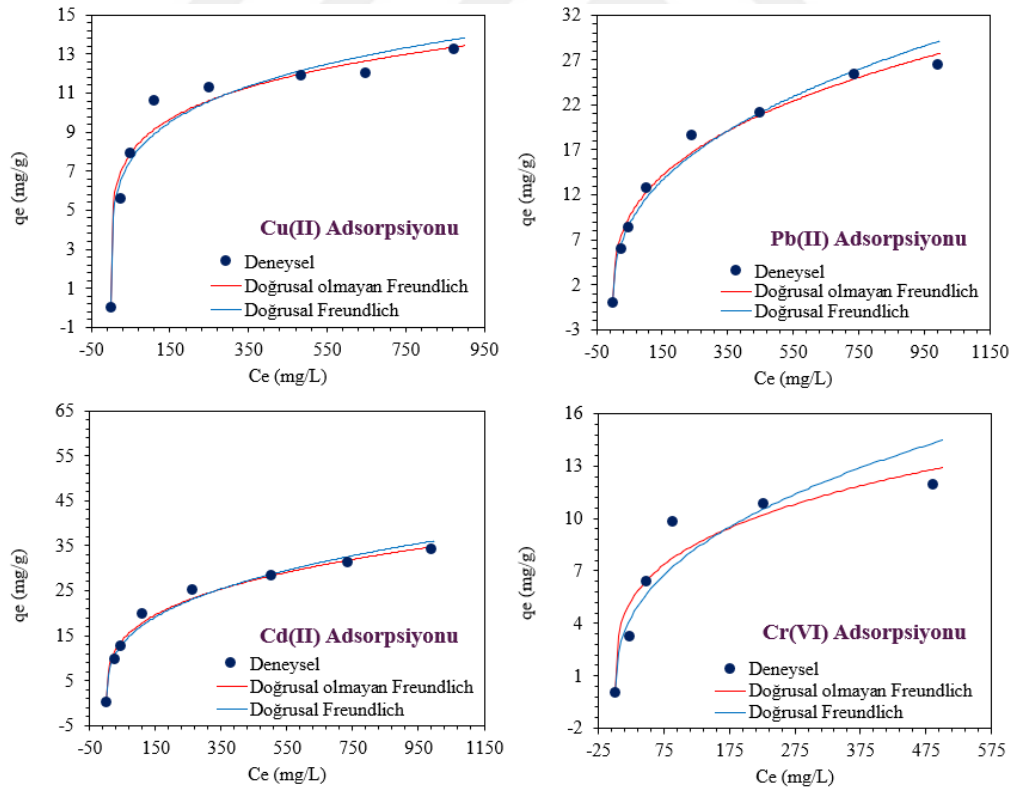 15
13
11
9
7
5
3
1
-1
qe (mg/g)
Cu(II) Adsorpsiyonu
Deneysel
Doğrusal olmayan Freundlich
Doğrusal Freundlich
-50 150 350 550 750 950
Ce (mg/L)
32
27
22
17
12
7
2
-3
qe (mg/g)
Pb(II) Adsorpsiyonu
Deneysel
Doğrusal olmayan Freundlich
Doğrusal Freundlich
-50 150 350 550 750 950 1150
Ce (mg/L)
65
55
45
35
25
15
5
-5
qe (mg/g)
Cd(II) Adsorpsiyonu
Deneysel
Doğrusal olmayan Freundlich
Doğrusal Freundlich
-50 150 350 550 750 950 1150
Ce (mg/L)
16
13
10
7
4
1
-2
qe (mg/g)
Cr(VI) Adsorpsiyonu
Deneysel
Doğrusal olmayan Freundlich
Doğrusal Freundlich
-25 75 175 275 375 475 575
Ce (mg/L)